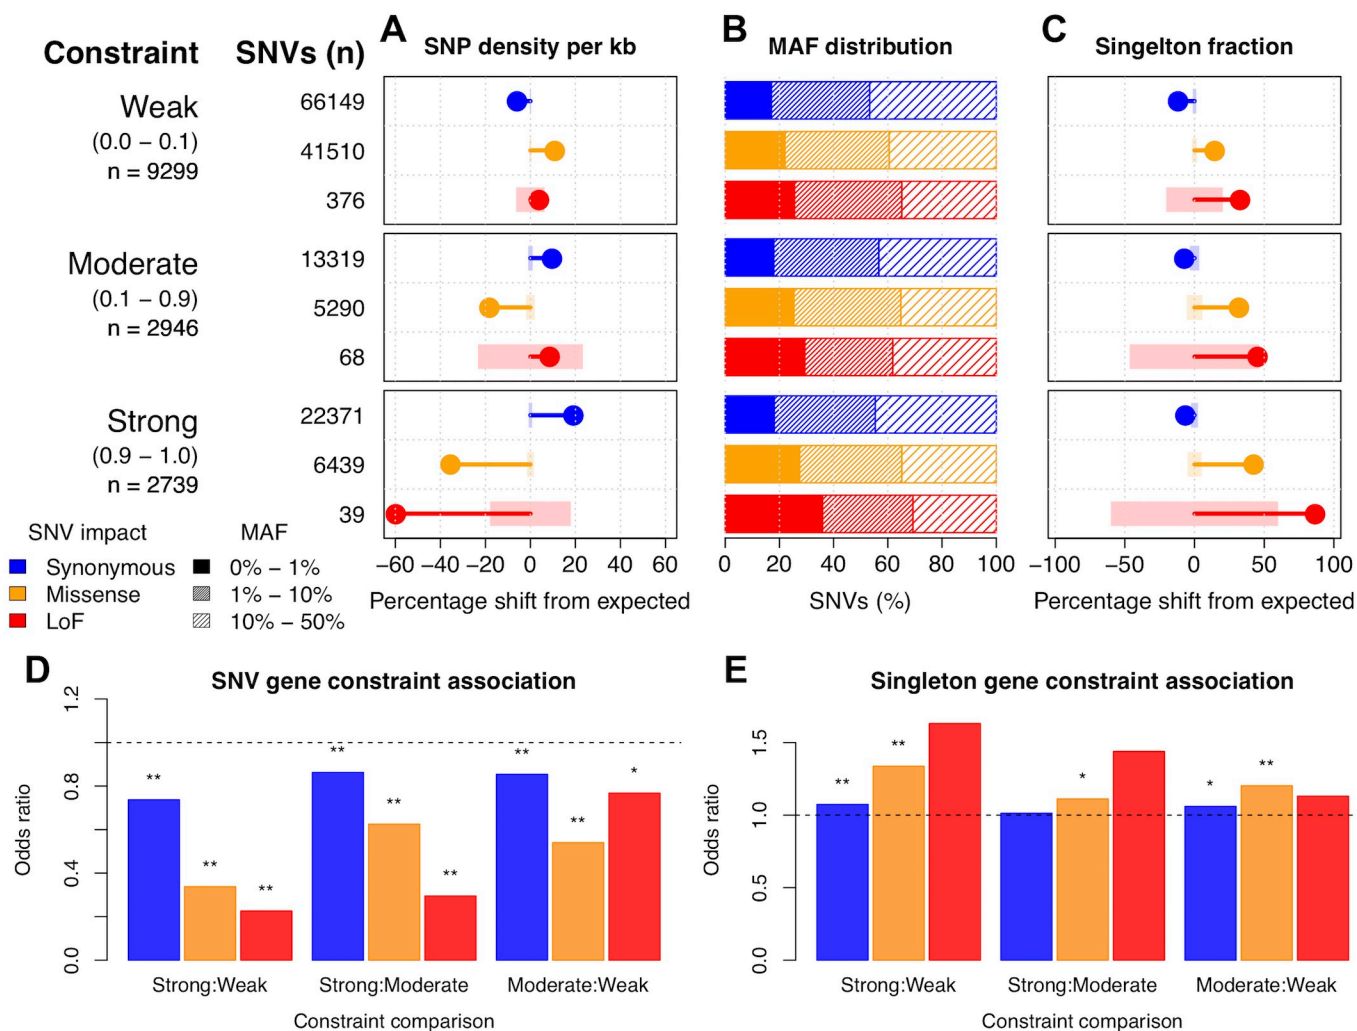 Constraint
SNVs (n)
A
SNP density per kb
B
MAF distribution
C
Singelton fraction
Weak
(0.0 − 0.1)
n = 9299
66149
41510
376
Moderate
(0.1 − 0.9)
n = 2946
13319
5290
68
Strong
(0.9 − 1.0)
n = 2739
22371
6439
39
−60 −40 −20 0 20 40 60
Percentage shift from expected
0 20 40 60 80 100
SNVs (%)
−100 −50 0 50 100
Percentage shift from expected
SNV impact
Synonymous
Missense
LoF
MAF
0% − 1%
1% − 10%
10% − 50%
D
SNV gene constraint association
Odds ratio
1.2
0.8
0.4
0.0
** ** **
** ** **
** ** *
Strong:Weak Strong:Moderate Moderate:Weak
Constraint comparison
E
Singleton gene constraint association
Odds ratio
1.5
1.0
0.5
0.0
** **
*
* **
Strong:Weak Strong:Moderate Moderate:Weak
Constraint comparison